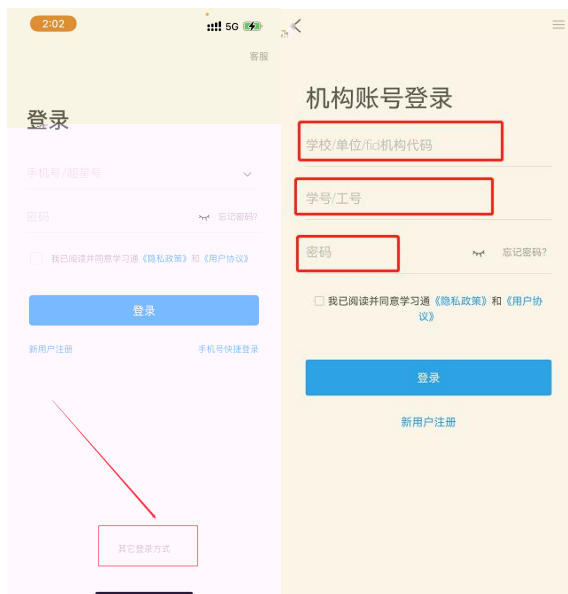 2:02
5G
客服
登录
手机号/超星号
密码
忘记密码?
我已阅读并同意学习通《隐私政策》和《用户协议》
登录
新用户注册
手机号快捷登录
其它登录方式
机构账号登录
学校/单位/fid机构代码
学号/工号
密码
忘记密码?
我已阅读并同意学习通《隐私政策》和《用户协
议》
登录
新用户注册